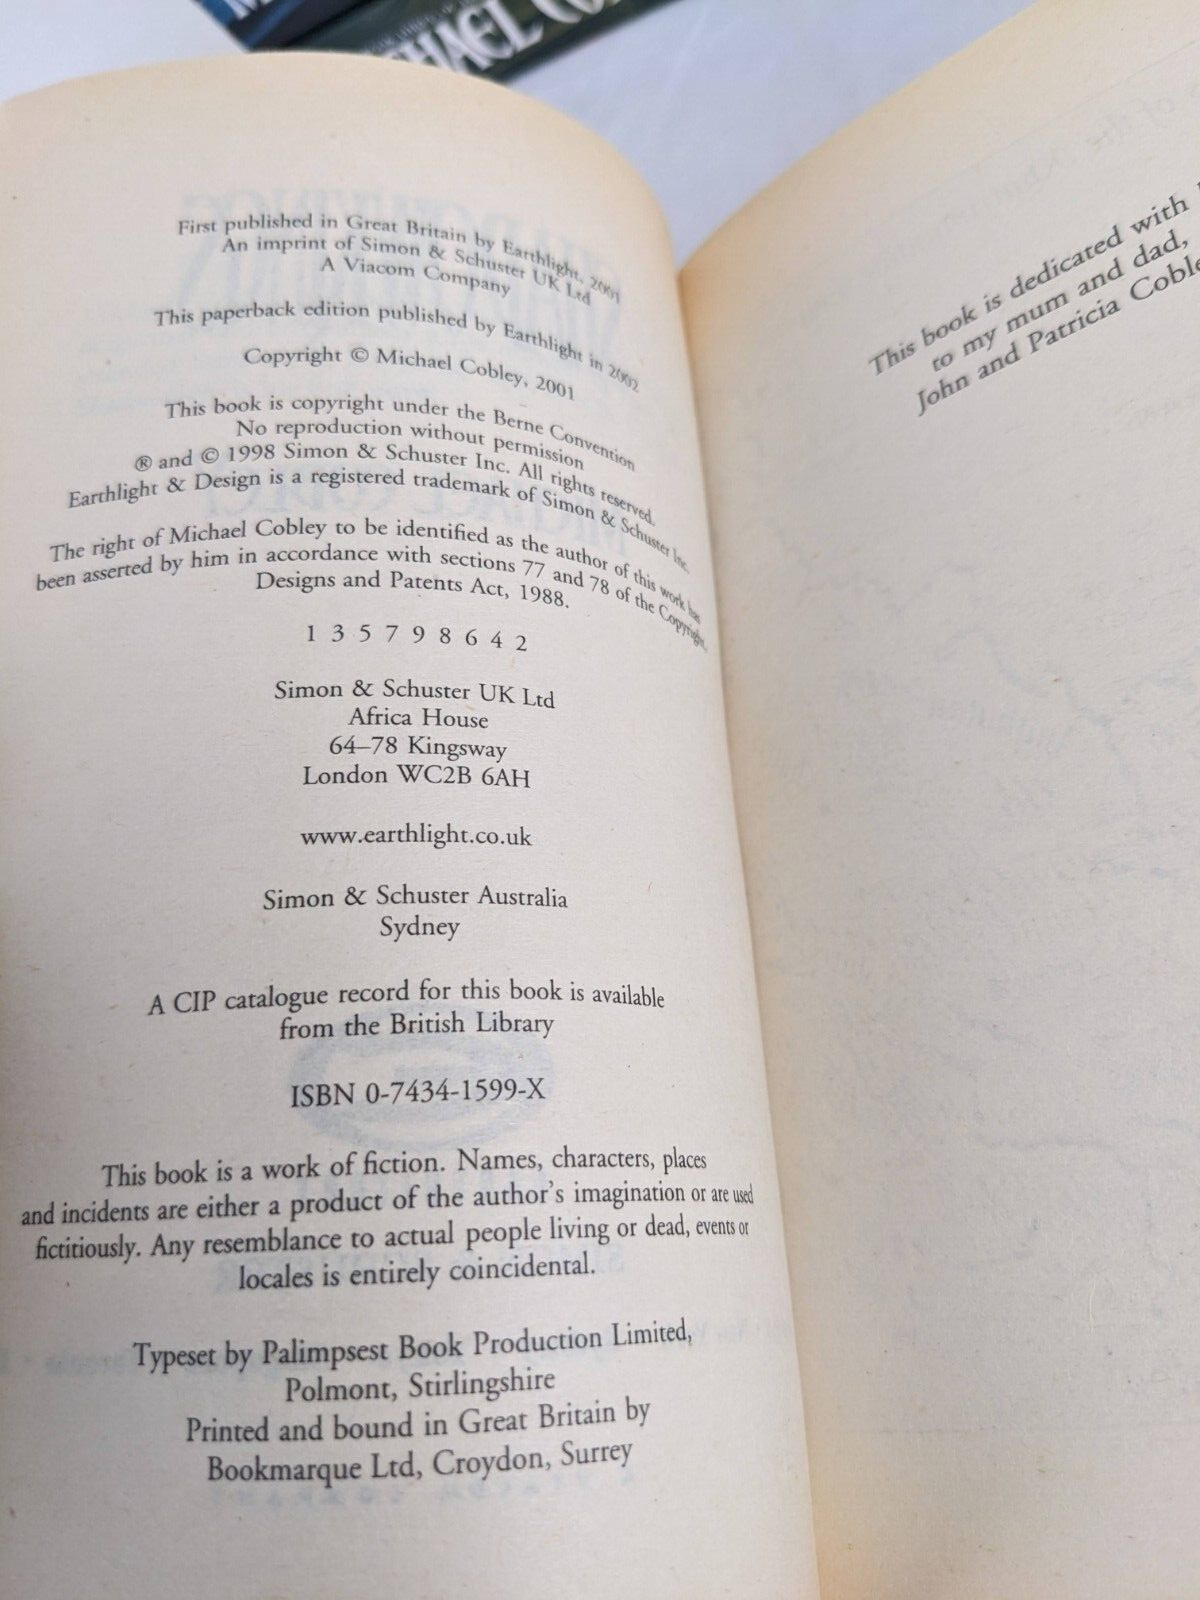 CHAEL CO
First published in Great Britain by Earthlight, 2001
An imprint of Simon & Schuster UK Ltd
A Viacom Company
This paperback edition published by Earthlight in 2002
Copyright © Michael Cobley, 2001
This book is copyright under the Berne Convention
No reproduction without permission
® and © 1998 Simon & Schuster Inc. All rights reserved.
Earthlight & Design is a registered trademark of Simon & Schuster Inc.
The right of Michael Cobley to be identified as the author of this work has
been asserted by him in accordance with sections 77 and 78 of the Copyright,
Designs and Patents Act, 1988.
1 3 5 7 9 8 6 4 2
Simon & Schuster UK Ltd
Africa House
64–78 Kingsway
London WC2B 6AH
www.earthlight.co.uk
Simon & Schuster Australia
Sydney
A CIP catalogue record for this book is available
from the British Library
ISBN 0-7434-1599-X
This book is a work of fiction. Names, characters, places
and incidents are either a product of the author's imagination or are used
fictitiously. Any resemblance to actual people living or dead, events or
locales is entirely coincidental.
Typeset by Palimpsest Book Production Limited,
Polmont, Stirlingshire
Printed and bound in Great Britain by
Bookmarque Ltd, Croydon, Surrey
This book is dedicated with
to my mum and dad,
John and Patricia Coble